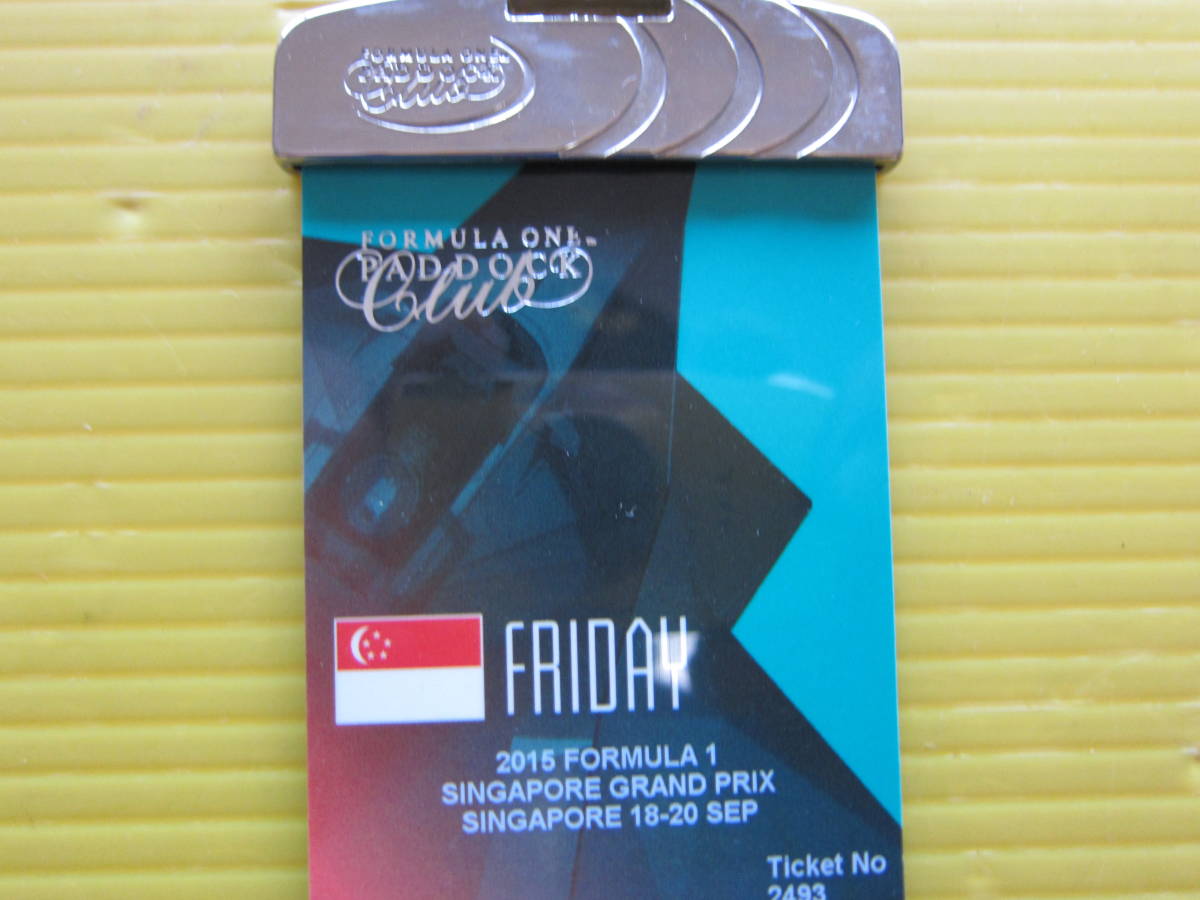 FORMULA ONE
PADDOCK
Club
FORMULA ONE™
PADDOCK
Club
FRIDAY
2015 FORMULA 1
SINGAPORE GRAND PRIX
SINGAPORE 18-20 SEP
Ticket No
2493